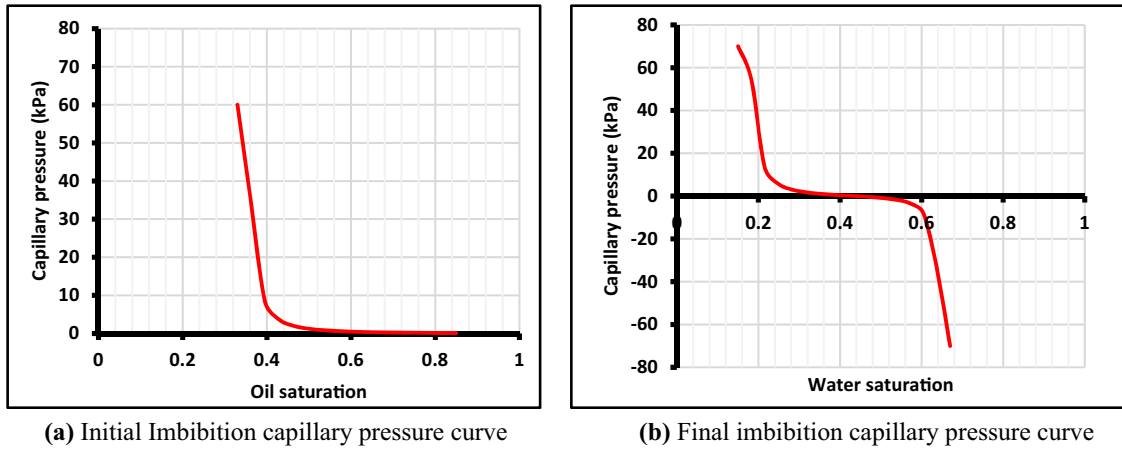 80
70
60
50
40
30
20
10
0
Capillary pressure (kPa)
0 0.2 0.4 0.6 0.8 1
Oil saturation
(a) Initial Imbibition capillary pressure curve
80
60
40
20
0
-20
-40
-60
-80
Capillary pressure (kPa)
0 0.2 0.4 0.6 0.8 1
Water saturation
(b) Final imbibition capillary pressure curve